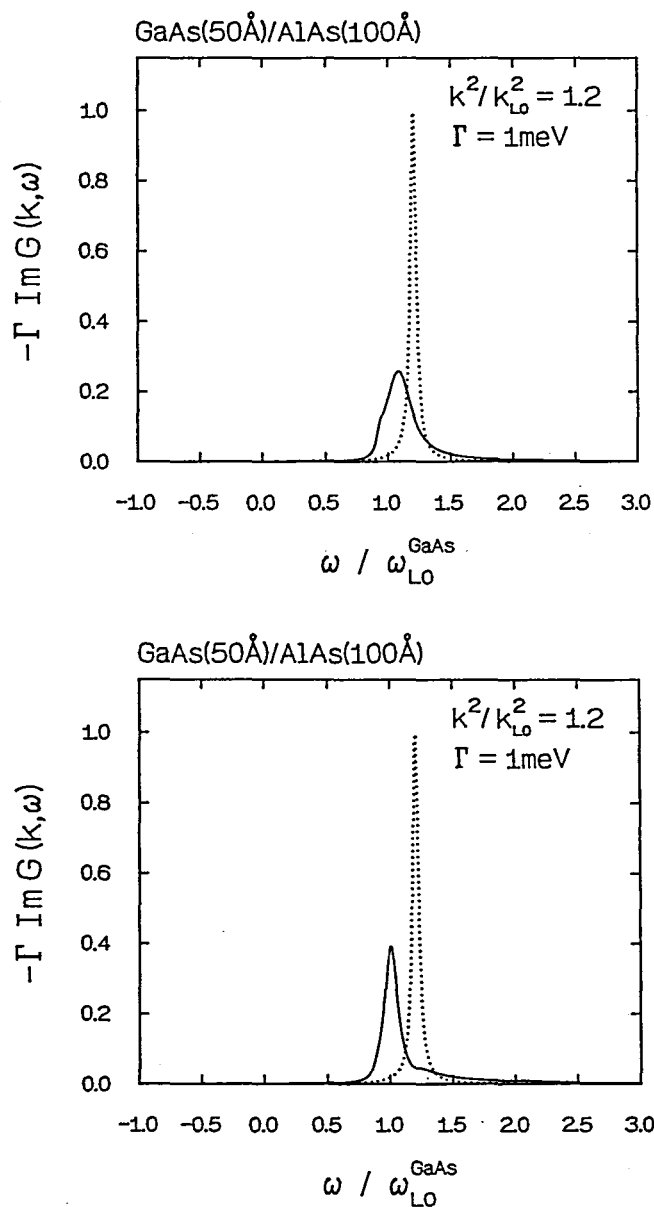 GaAs(50Å)/AlAs(100Å)
k²/k²_LO = 1.2
Γ = 1meV
1.0
0.8
0.6
0.4
0.2
0.0
−Γ Im G (k,ω)
−1.0 −0.5 0.0 0.5 1.0 1.5 2.0 2.5 3.0
ω / ω_LO^GaAs
GaAs(50Å)/AlAs(100Å)
k²/k²_LO = 1.2
Γ = 1meV
1.0
0.8
0.6
0.4
0.2
0.0
−Γ Im G (k,ω)
−1.0 −0.5 0.0 0.5 1.0 1.5 2.0 2.5 3.0
ω / ω_LO^GaAs